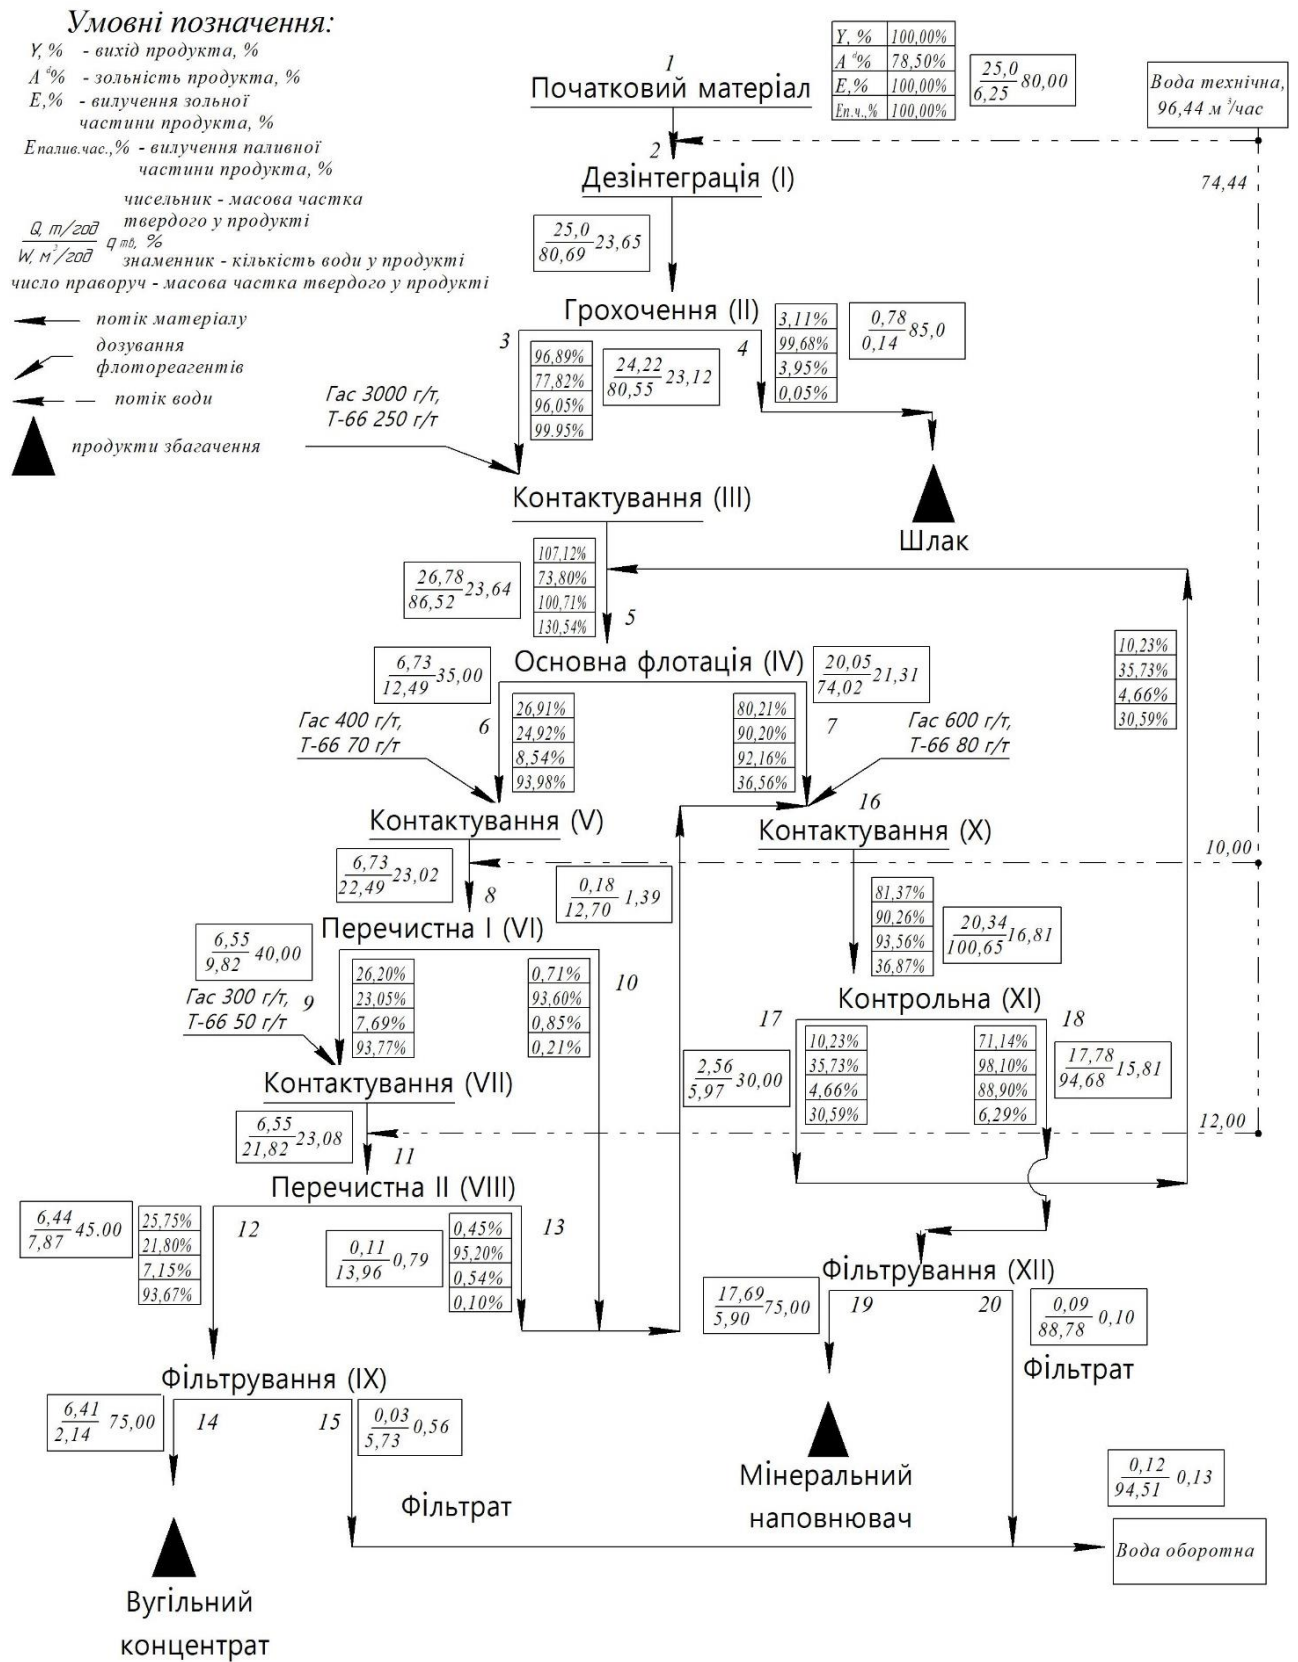 Умовні позначення:
Y, % - вихід продукта, %
A ᵈ% - зольність продукта, %
E,% - вилучення зольної
частини продукта, %
Eпалив.час.,% - вилучення паливної
частини продукта, %
чисельник - масова частка
твердого у продукті
Q, т/год
W, м³/год
q тв, %
знаменник - кількість води у продукті
число праворуч - масова частка твердого у продукті
потік матеріалу
дозування
флотореагентів
потік води
продукти збагачення
1
Початковий матеріал
Y, % 100,00%
A ᵈ% 78,50%
E,% 100,00%
Eп.ч.,% 100,00%
25,0
6,25
80,00
Вода технічна,
96,44 м³/час
2
74,44
Дезінтеграція (I)
25,0
80,69
23,65
Грохочення (II)
3
96,89%
77,82%
96,05%
99.95%
24,22
80,55
23,12
4
3,11%
99,68%
3,95%
0,05%
0,78
0,14
85,0
Гас 3000 г/т,
Т-66 250 г/т
Контактування (III)
Шлак
26,78
86,52
23,64
107,12%
73,80%
100,71%
130,54%
5
10,23%
35,73%
4,66%
30,59%
Основна флотація (IV)
6,73
12,49
35,00
20,05
74,02
21,31
Гас 400 г/т,
Т-66 70 г/т
6
26,91%
24,92%
8,54%
93,98%
80,21%
90,20%
92,16%
36,56%
7
Гас 600 г/т,
Т-66 80 г/т
16
Контактування (V)
Контактування (X)
10,00
6,73
22,49
23,02
8
0,18
12,70
1,39
81,37%
90,26%
93,56%
36,87%
20,34
100,65
16,81
Перечистна I (VI)
6,55
9,82
40,00
26,20%
23,05%
7,69%
93,77%
0,71%
93,60%
0,85%
0,21%
10
Гас 300 г/т,
Т-66 50 г/т
9
Контрольна (XI)
17
18
10,23%
35,73%
4,66%
30,59%
71,14%
98,10%
88,90%
6,29%
2,56
5,97
30,00
17,78
94,68
15,81
Контактування (VII)
6,55
21,82
23,08
11
12,00
Перечистна II (VIII)
6,44
7,87
45.00
25,75%
21,80%
7,15%
93,67%
12
0,11
13,96
0,79
0,45%
95,20%
0,54%
0,10%
13
Фільтрування (XII)
17,69
5,90
75,00
19
20
0,09
88,78
0,10
Фільтрат
Фільтрування (IX)
6,41
2,14
75,00
14
15
0,03
5,73
0,56
Фільтрат
Мінеральний
наповнювач
0,12
94,51
0,13
Вода оборотна
Вугільний
концентрат